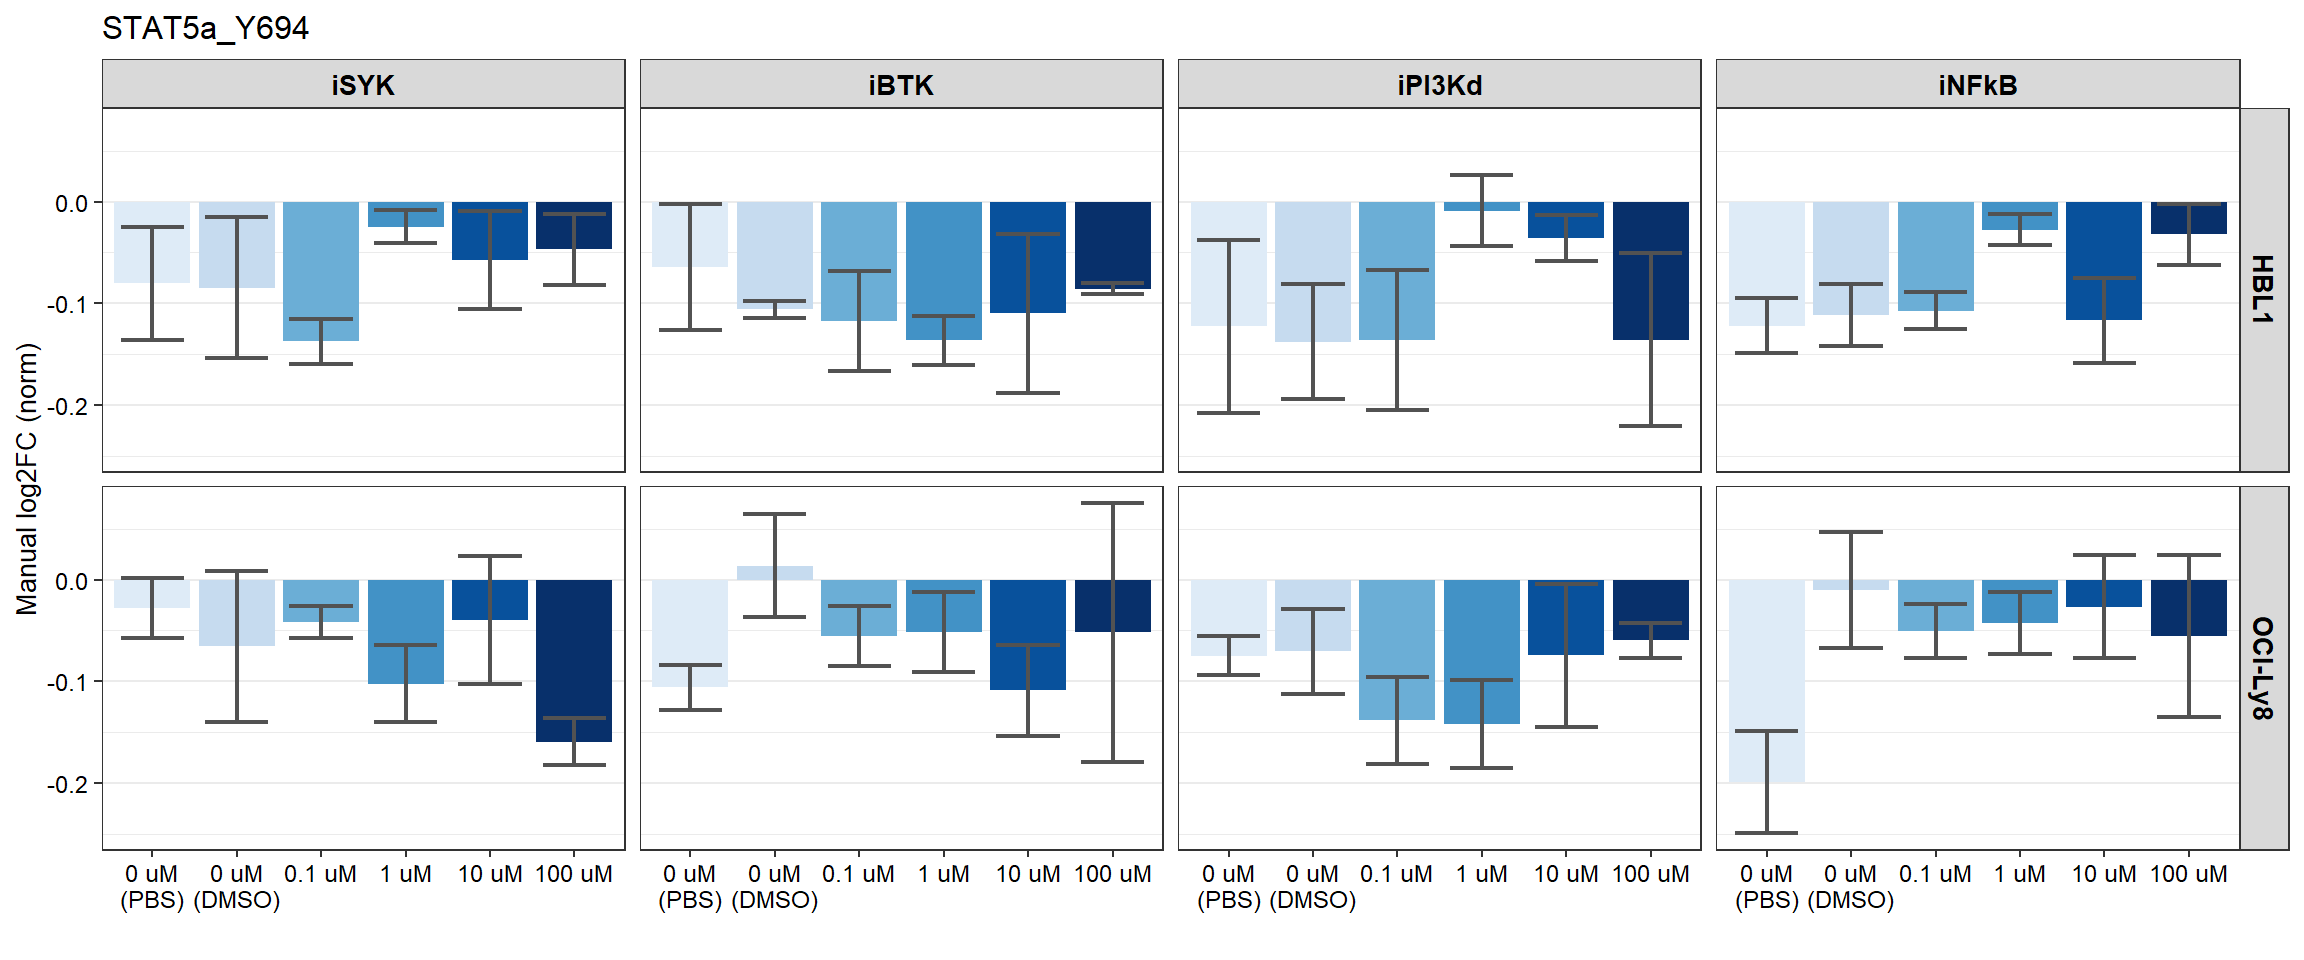 STAT5a_Y694
iSYK
iBTK
iPI3Kd
iNFkB
Manual log2FC (norm)
0.0
-0.1
-0.2
HBL1
0.0
-0.1
-0.2
OCI-Ly8
0 uM (PBS)
0 uM (DMSO)
0.1 uM
1 uM
10 uM
100 uM
0 uM (PBS)
0 uM (DMSO)
0.1 uM
1 uM
10 uM
100 uM
0 uM (PBS)
0 uM (DMSO)
0.1 uM
1 uM
10 uM
100 uM
0 uM (PBS)
0 uM (DMSO)
0.1 uM
1 uM
10 uM
100 uM